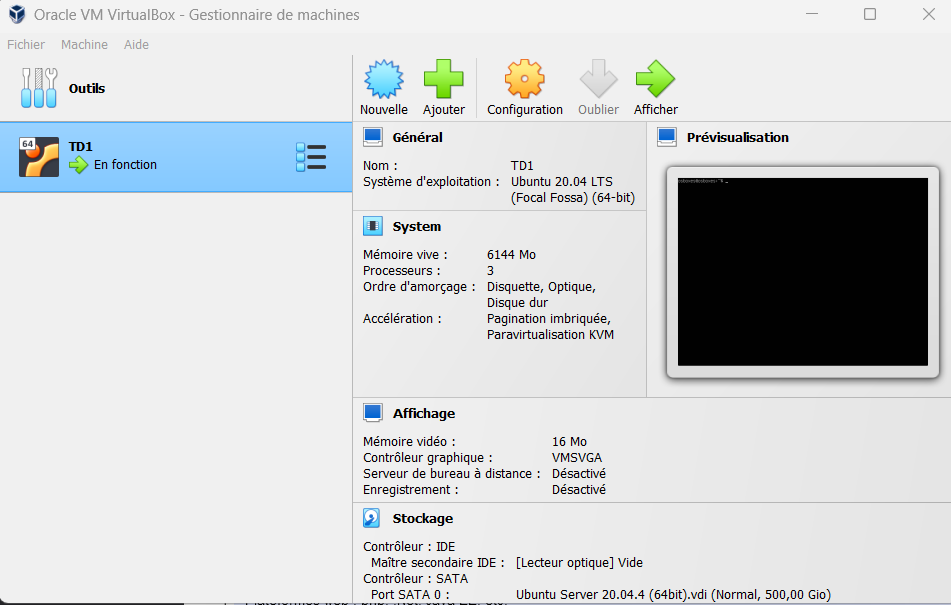 Oracle VM VirtualBox - Gestionnaire de machines
Fichier Machine Aide
Outils
Nouvelle Ajouter Configuration Oublier Afficher
64
TD1
En fonction
Général
Nom : TD1
Système d'exploitation : Ubuntu 20.04 LTS
(Focal Fossa) (64-bit)
Prévisualisation
System
Mémoire vive : 6144 Mo
Processeurs : 3
Ordre d'amorçage : Disquette, Optique,
Disque dur
Accélération : Pagination imbriquée,
Paravirtualisation KVM
Affichage
Mémoire vidéo : 16 Mo
Contrôleur graphique : VMSVGA
Serveur de bureau à distance : Désactivé
Enregistrement : Désactivé
Stockage
Contrôleur : IDE
Maître secondaire IDE : [Lecteur optique] Vide
Contrôleur : SATA
Port SATA 0 : Ubuntu Server 20.04.4 (64bit).vdi (Normal, 500,00 Gio)